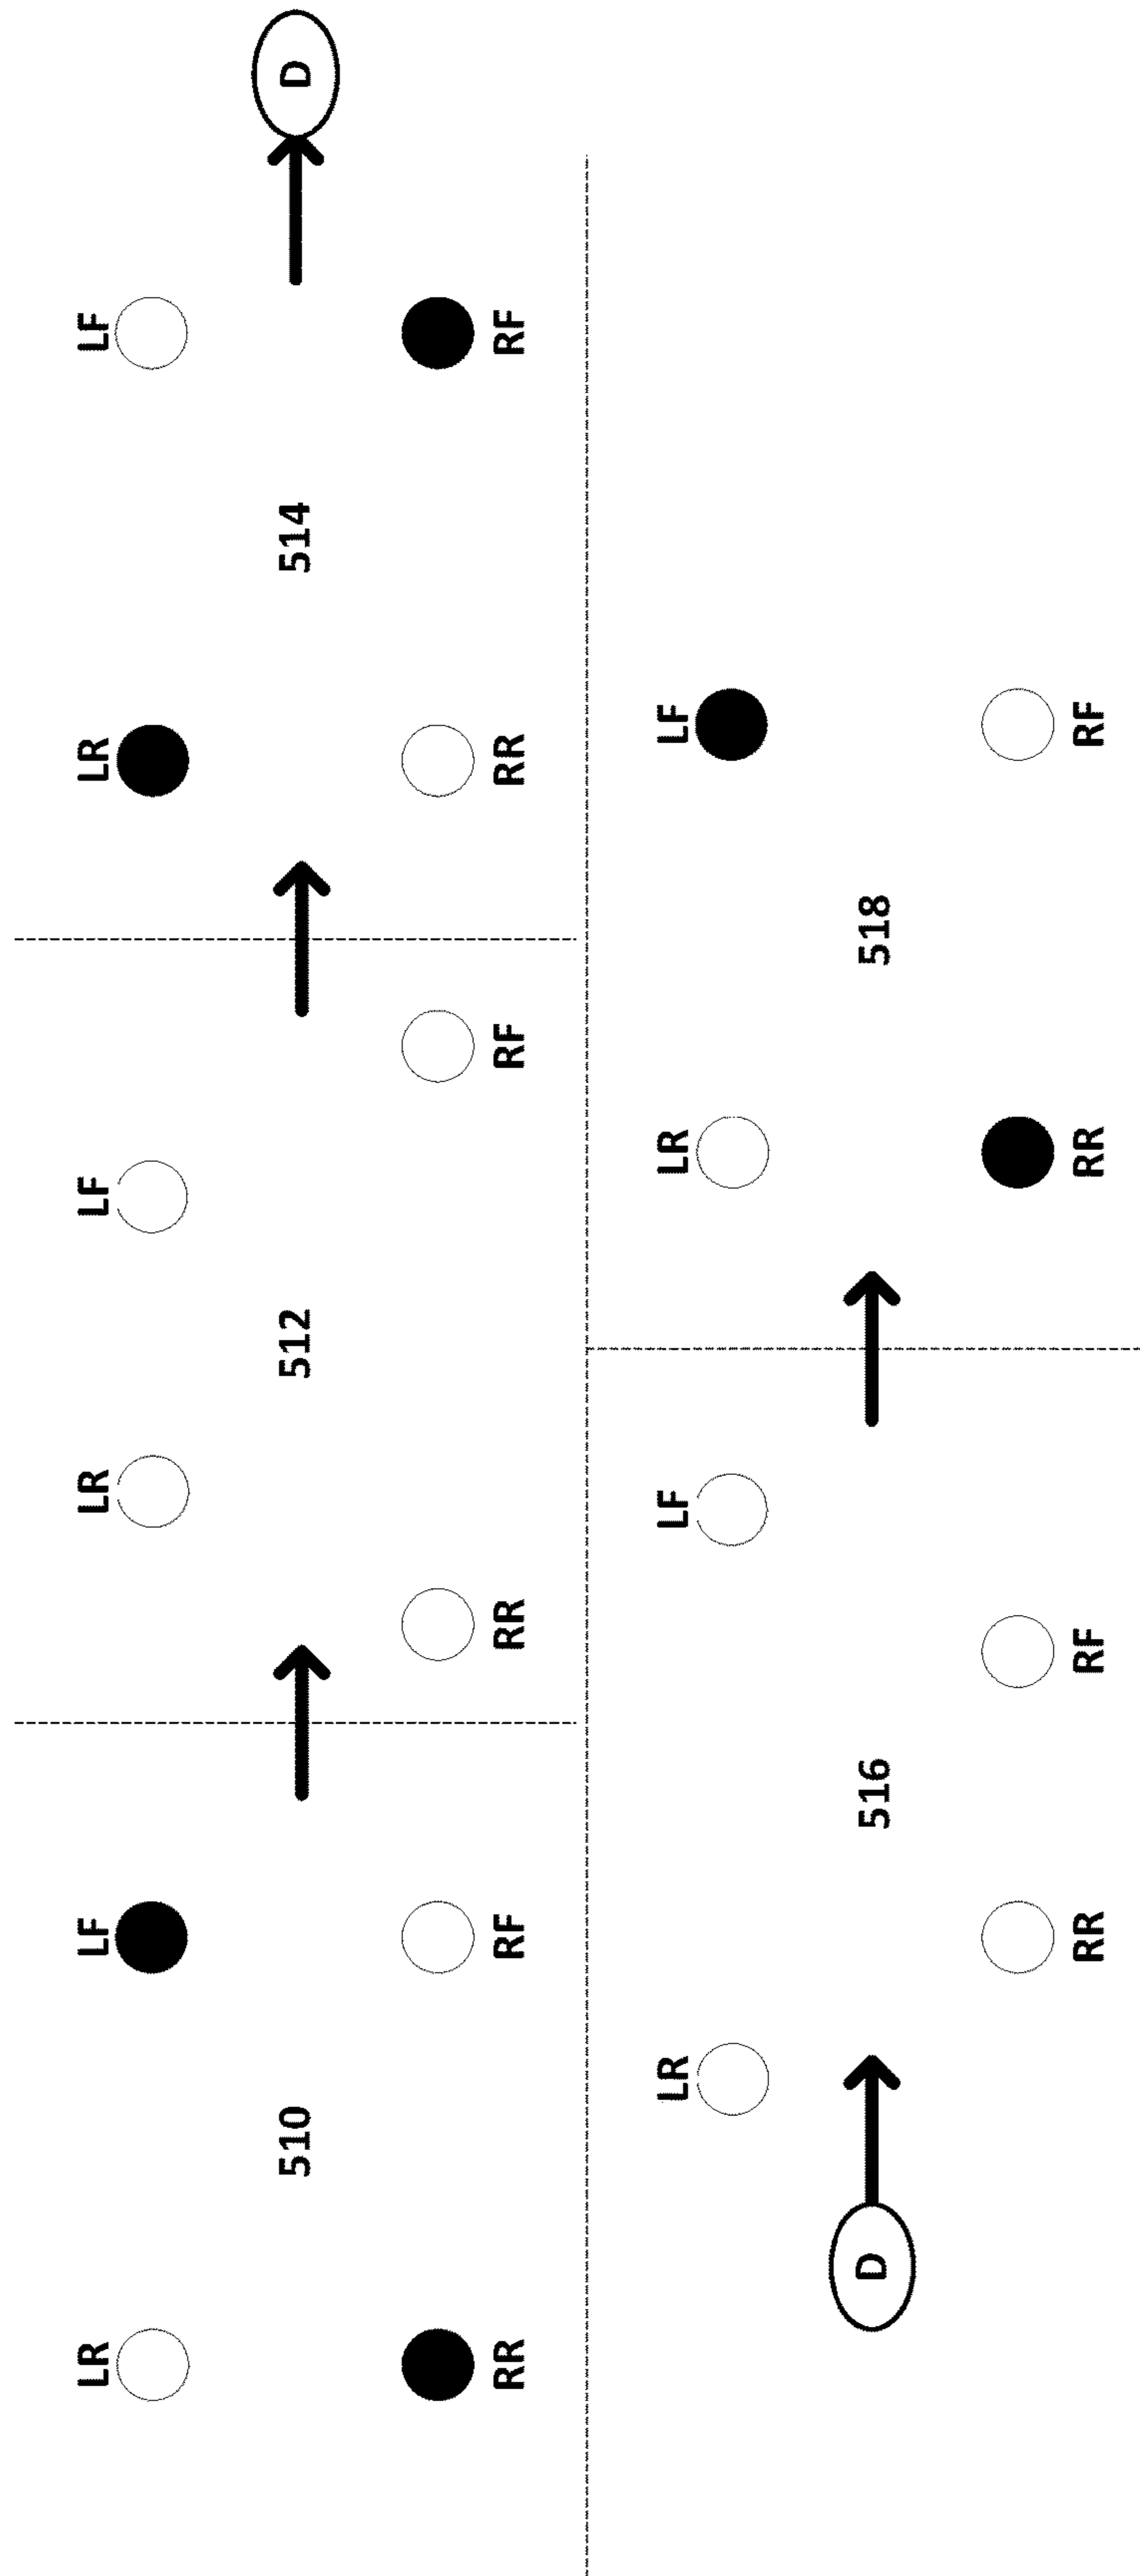 LR LF LR LF LR LF
510 512 514 D
RR RF RR RF RR RF
LR LF LR LF
D 516 518
RR RF RR RF